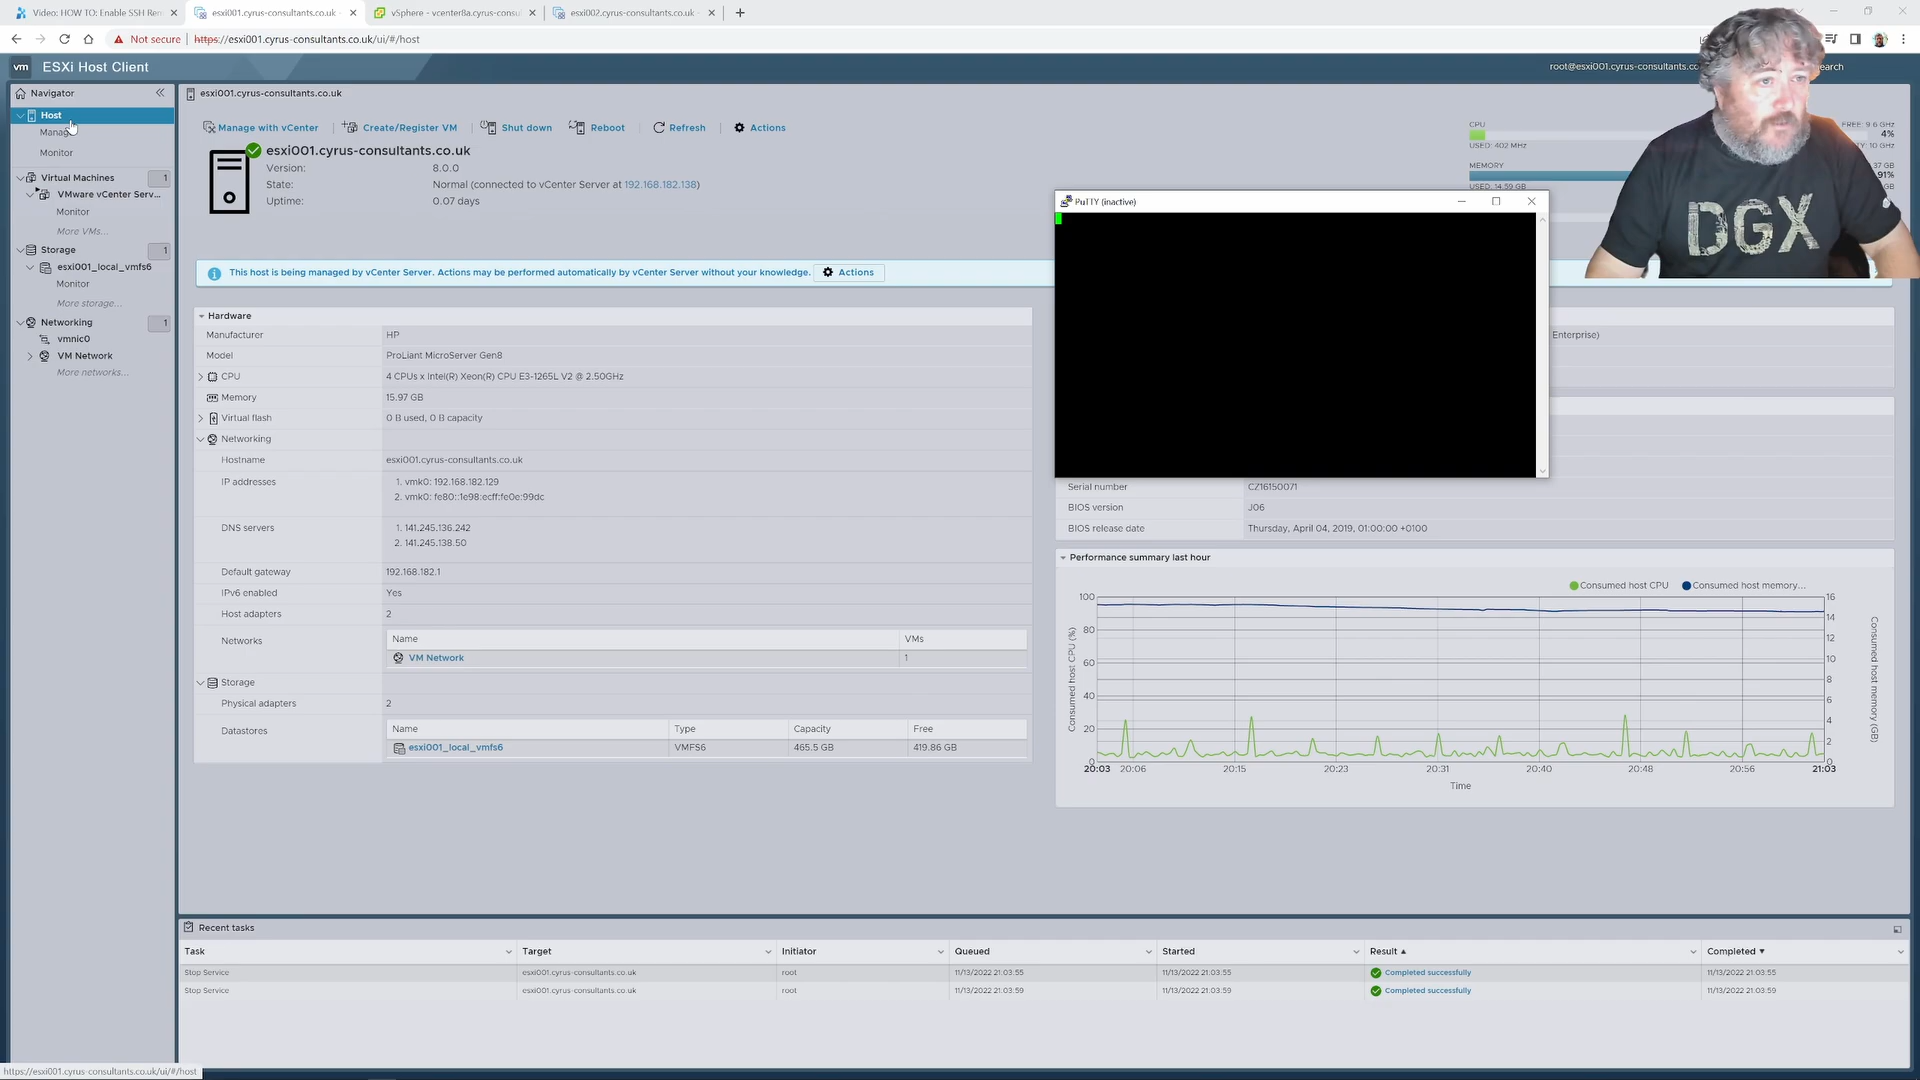 Video: HOW TO: Enable SSH Ren
esxi001.cyrus-consultants.co.uk
vSphere - vcenter8a.cyrus-consul
esxi002.cyrus-consultants.co.uk
Not secure
https://esxi001.cyrus-consultants.co.uk/ui/#/host
vm ESXi Host Client
root@esxi001.cyrus-consultants.cc
earch
Navigator
Host
Manage
Monitor
Virtual Machines 1
VMware vCenter Serv...
Monitor
More VMs...
Storage 1
esxi001_local_vmfs6
Monitor
More storage...
Networking 1
vmnic0
VM Network
More networks...
esxi001.cyrus-consultants.co.uk
Manage with vCenter
Create/Register VM
Shut down
Reboot
Refresh
Actions
esxi001.cyrus-consultants.co.uk
Version: 8.0.0
State: Normal (connected to vCenter Server at 192.168.182.138)
Uptime: 0.07 days
CPU FREE: 9.6 GHz
4%
USED: 402 MHz
MEMORY
91%
USED: 14.59 GB
This host is being managed by vCenter Server. Actions may be performed automatically by vCenter Server without your knowledge.
Actions
PuTTY (inactive)
DGX
Hardware
Manufacturer HP
Model ProLiant MicroServer Gen8
CPU 4 CPUs x Intel(R) Xeon(R) CPU E3-1265L V2 @ 2.50GHz
Memory 15.97 GB
Virtual flash 0 B used, 0 B capacity
Networking
Hostname esxi001.cyrus-consultants.co.uk
IP addresses 1. vmk0: 192.168.182.129
2. vmk0: fe80::1e98:ecff:fe0e:99dc
DNS servers 1. 141.245.136.242
2. 141.245.138.50
Default gateway 192.168.182.1
IPv6 enabled Yes
Host adapters 2
Networks Name VMs
VM Network 1
Storage
Physical adapters 2
Datastores Name Type Capacity Free
esxi001_local_vmfs6 VMFS6 465.5 GB 419.86 GB
Enterprise)
Serial number CZ16150071
BIOS version J06
BIOS release date Thursday, April 04, 2019, 01:00:00 +0100
Performance summary last hour
Consumed host CPU
Consumed host memory...
100
80
60
40
20
0
Consumed host CPU (%)
16
14
12
10
8
6
4
2
0
Consumed host memory (GB)
20:03 20:06 20:15 20:23 20:31 20:40 20:48 20:56 21:03
Time
Recent tasks
Task Target Initiator Queued Started Result Completed
Stop Service esxi001.cyrus-consultants.co.uk root 11/13/2022 21:03:55 11/13/2022 21:03:55 Completed successfully 11/13/2022 21:03:55
Stop Service esxi001.cyrus-consultants.co.uk root 11/13/2022 21:03:59 11/13/2022 21:03:59 Completed successfully 11/13/2022 21:03:59
https://esxi001.cyrus-consultants.co.uk/ui/#/host